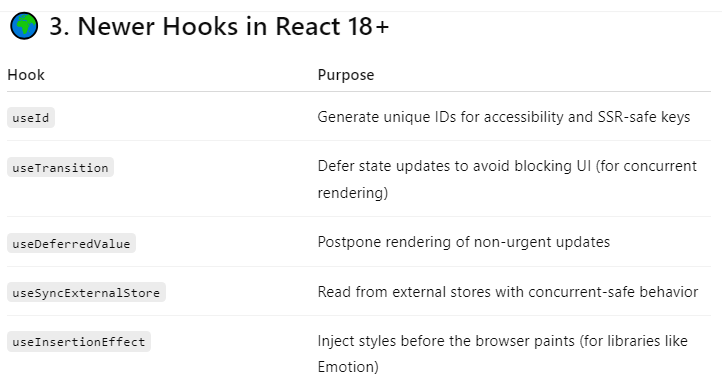 🌍 3. Newer Hooks in React 18+
Hook Purpose
useId Generate unique IDs for accessibility and SSR-safe keys
useTransition Defer state updates to avoid blocking UI (for concurrent
rendering)
useDeferredValue Postpone rendering of non-urgent updates
useSyncExternalStore Read from external stores with concurrent-safe behavior
useInsertionEffect Inject styles before the browser paints (for libraries like
Emotion)